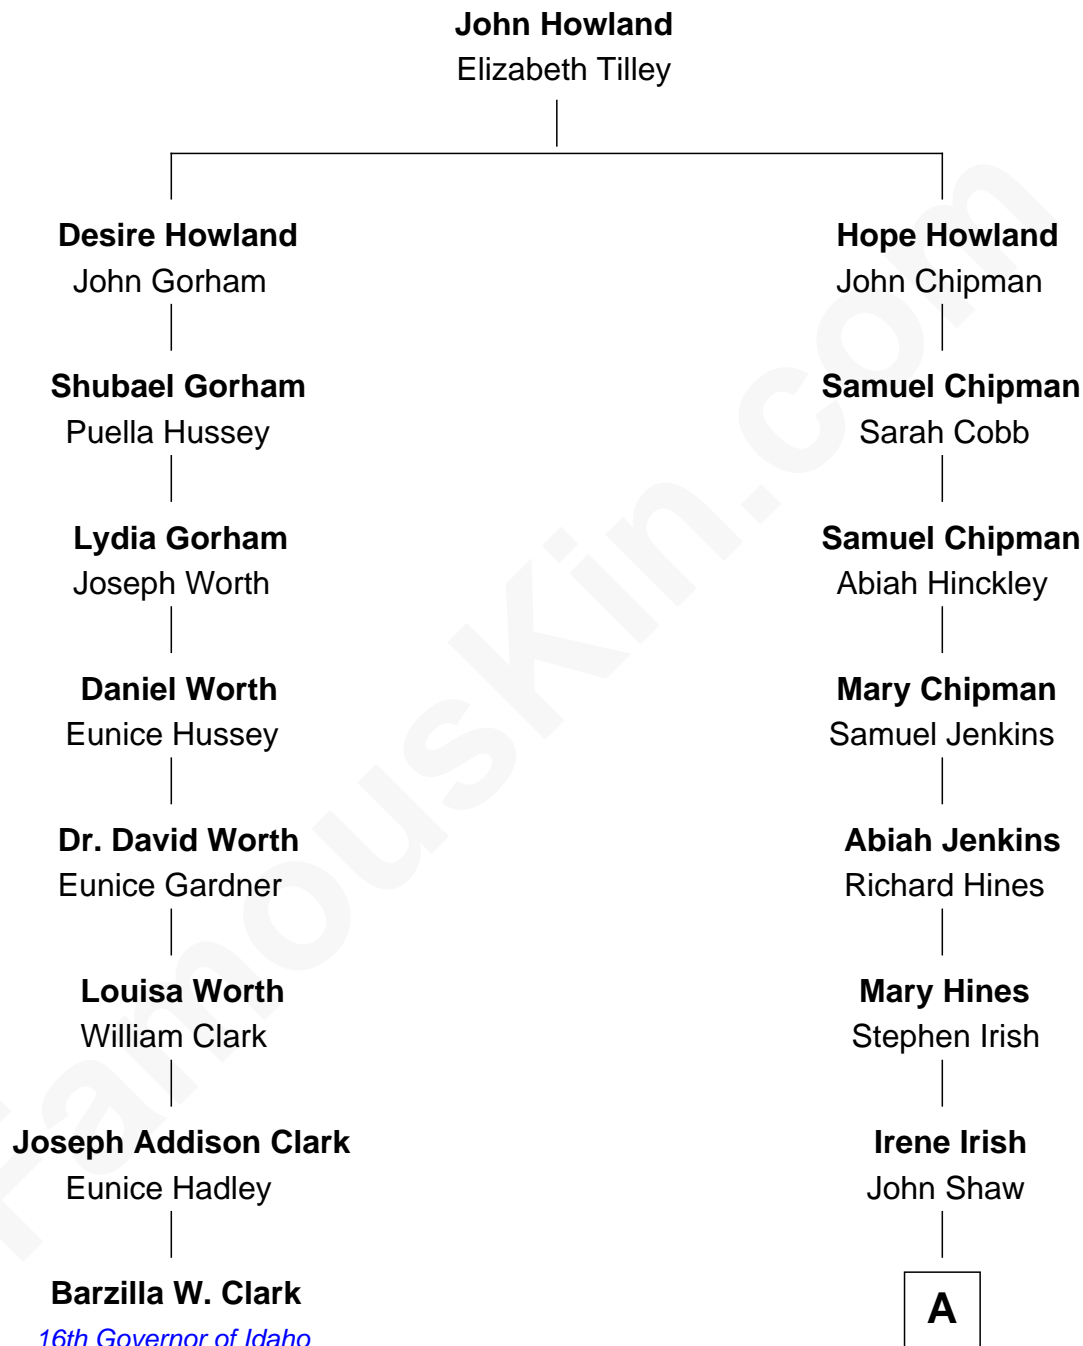 John Howland
Elizabeth Tilley
Desire Howland
John Gorham
Hope Howland
John Chipman
Shubael Gorham
Puella Hussey
Samuel Chipman
Sarah Cobb
Lydia Gorham
Joseph Worth
Samuel Chipman
Abiah Hinckley
Daniel Worth
Eunice Hussey
Mary Chipman
Samuel Jenkins
Dr. David Worth
Eunice Gardner
Abiah Jenkins
Richard Hines
Louisa Worth
William Clark
Mary Hines
Stephen Irish
Joseph Addison Clark
Eunice Hadley
Irene Irish
John Shaw
Barzilla W. Clark
16th Governor of Idaho
A
FamousKin.com